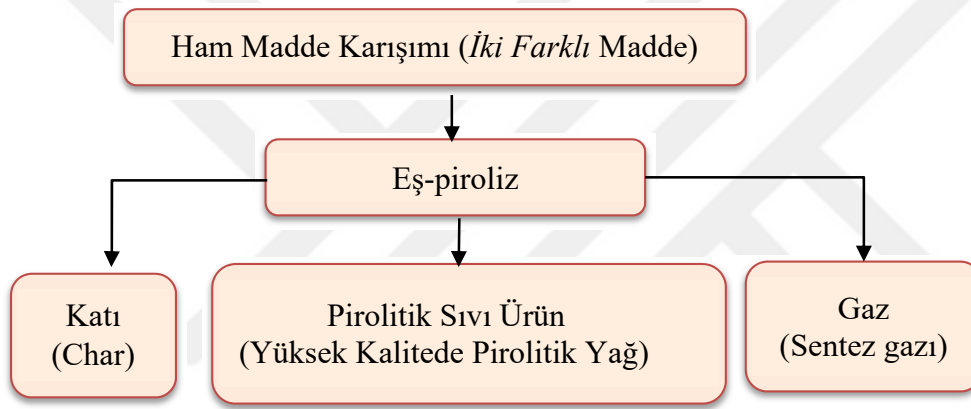 Ham Madde Karışımı (İki Farklı Madde)
Eş-piroliz
Katı
(Char)
Pirolitik Sıvı Ürün
(Yüksek Kalitede Pirolitik Yağ)
Gaz
(Sentez gazı)